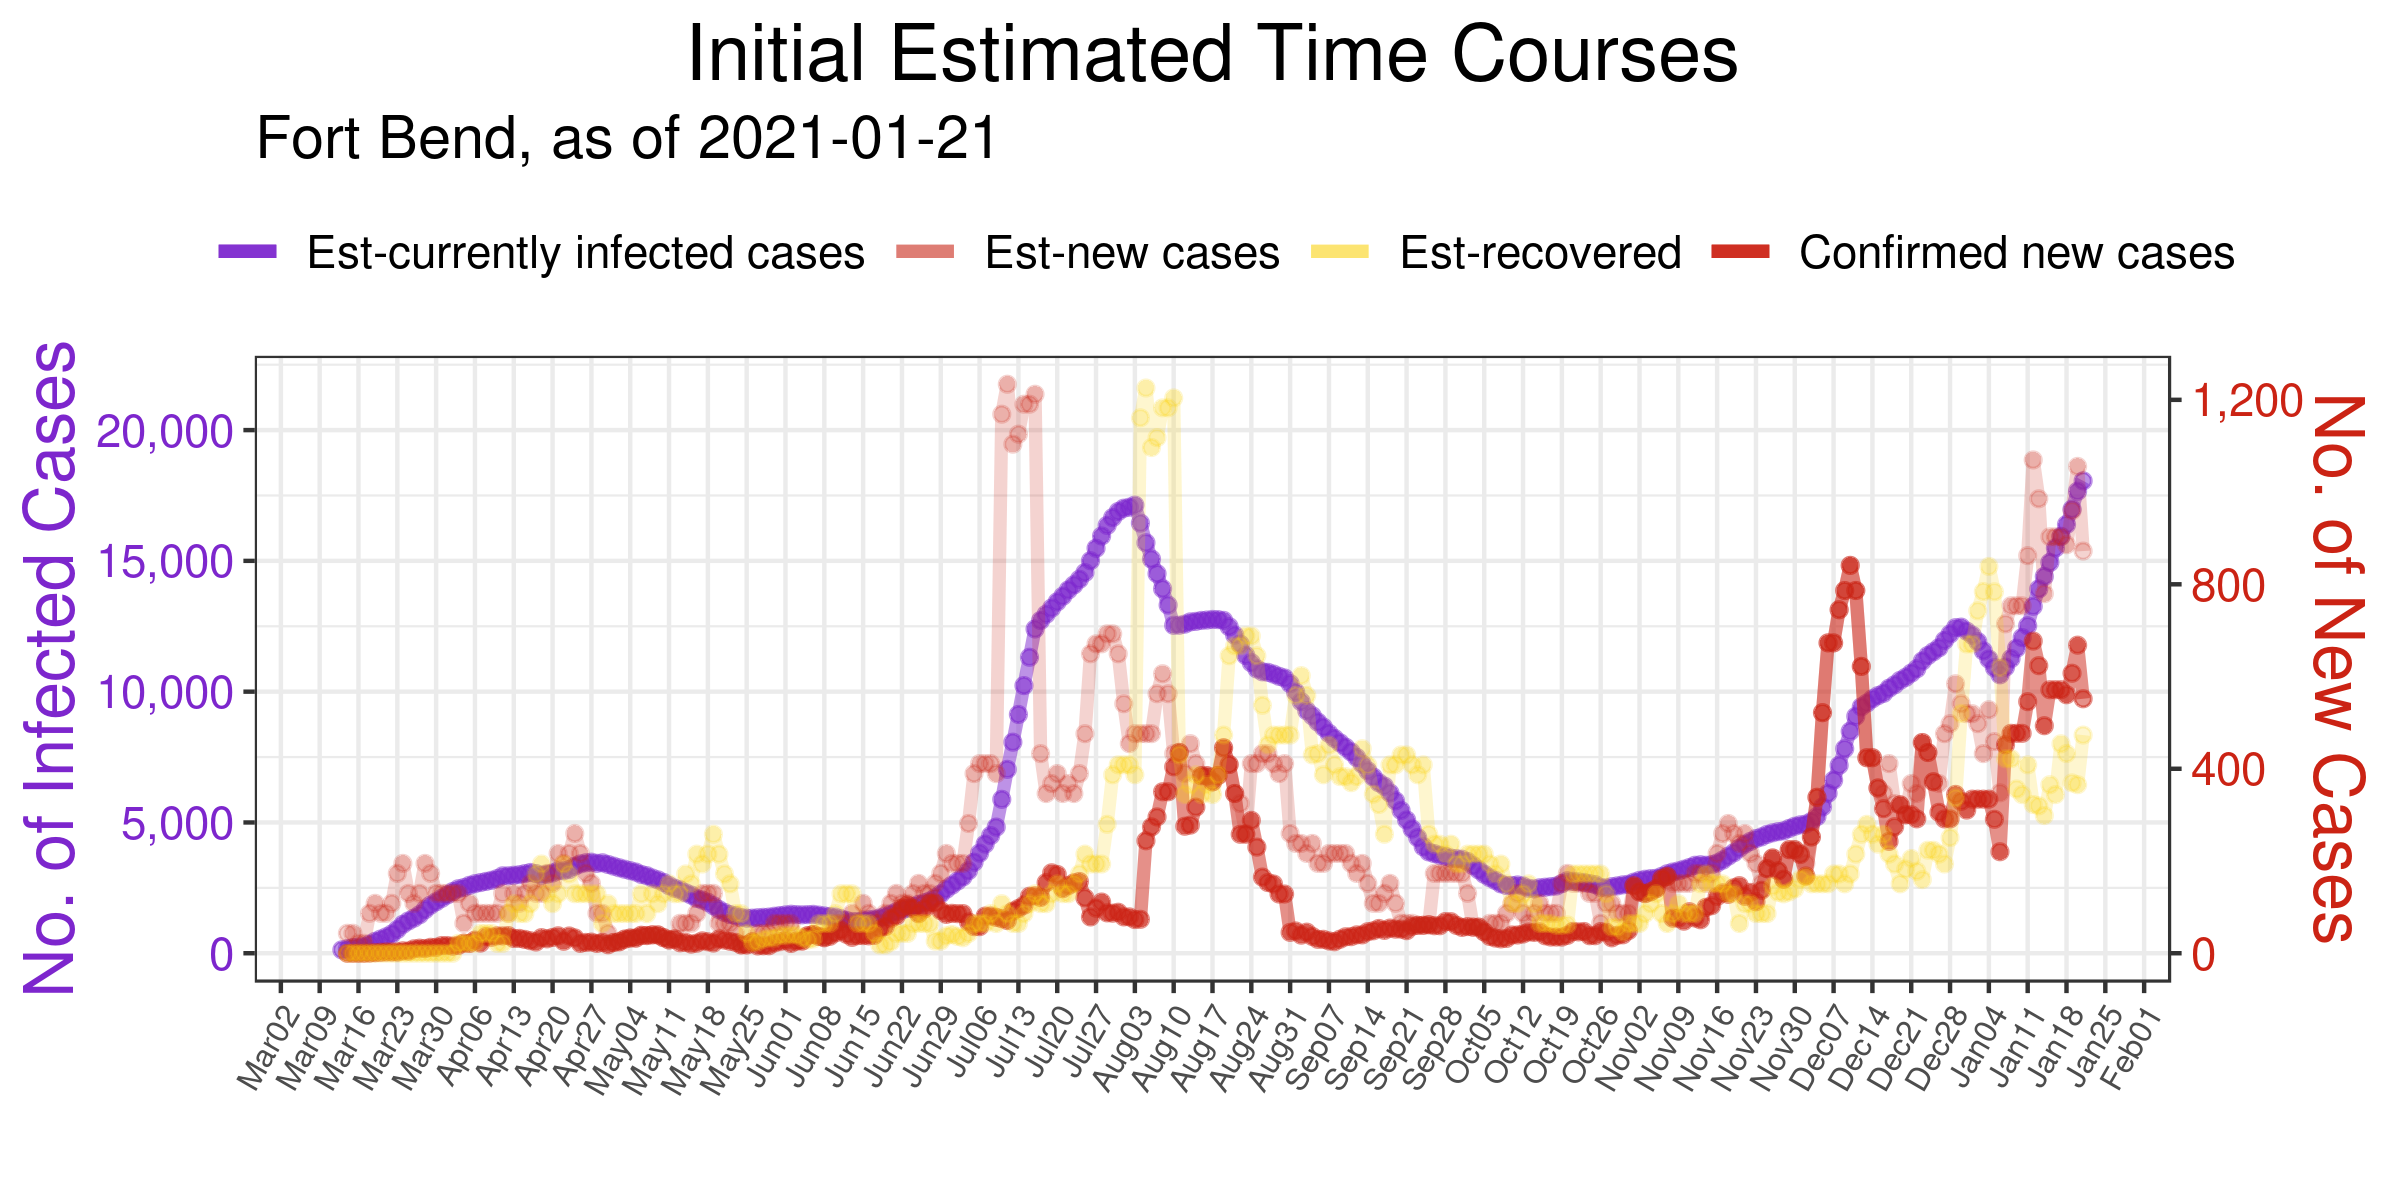 Initial Estimated Time Courses
Fort Bend, as of 2021-01-21
Est-currently infected cases Est-new cases Est-recovered Confirmed new cases
No. of Infected Cases
20,000
15,000
10,000
5,000
0
1,200
800
400
0
No. of New Cases
Mar02 Mar09 Mar16 Mar23 Mar30 Apr06 Apr13 Apr20 Apr27 May04 May11 May18 May25 Jun01 Jun08 Jun15 Jun22 Jun29 Jul06 Jul13 Jul20 Jul27 Aug03 Aug10 Aug17 Aug24 Aug31 Sep07 Sep14 Sep21 Sep28 Oct05 Oct12 Oct19 Oct26 Nov02 Nov09 Nov16 Nov23 Nov30 Dec07 Dec14 Dec21 Dec28 Jan04 Jan11 Jan18 Jan25 Feb01